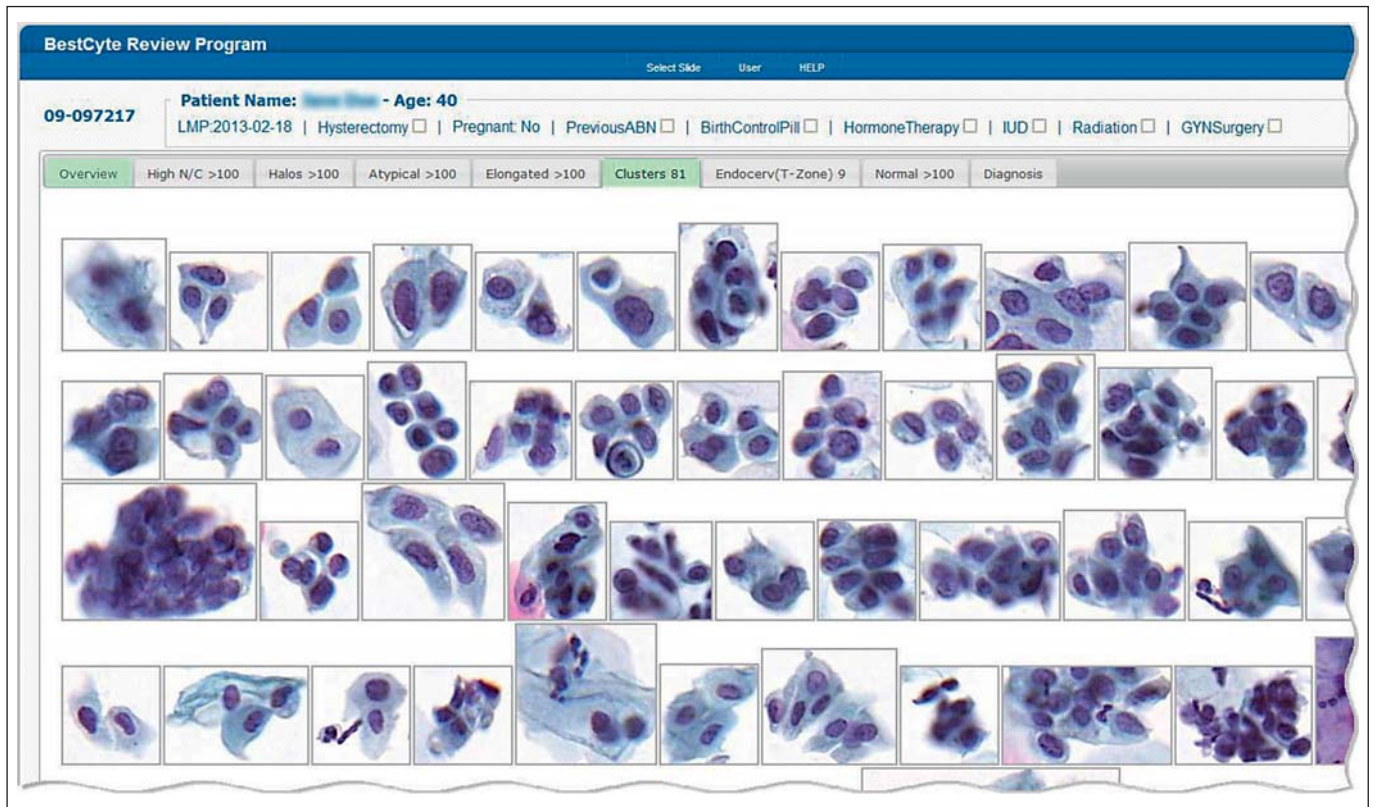 BestCyte Review Program
Select Slide User HELP
Patient Name: - Age: 40
09-097217
LMP:2013-02-18 | Hysterectomy | Pregnant: No | PreviousABN | BirthControlPill | HormoneTherapy | IUD | Radiation | GYNSurgery
Overview High N/C >100 Halos >100 Atypical >100 Elongated >100 Clusters 81 Endocerv(T-Zone) 9 Normal >100 Diagnosis